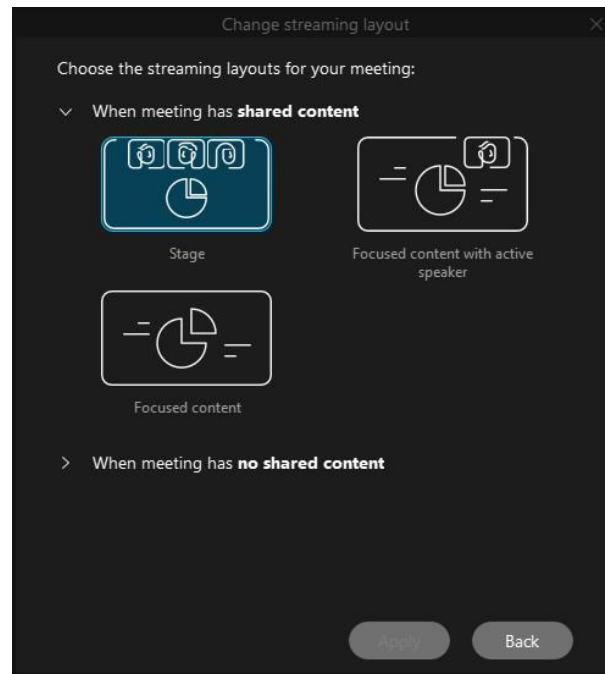 Change streaming layout
Choose the streaming layouts for your meeting:
When meeting has shared content
Stage
Focused content with active
speaker
Focused content
When meeting has no shared content
Apply
Back